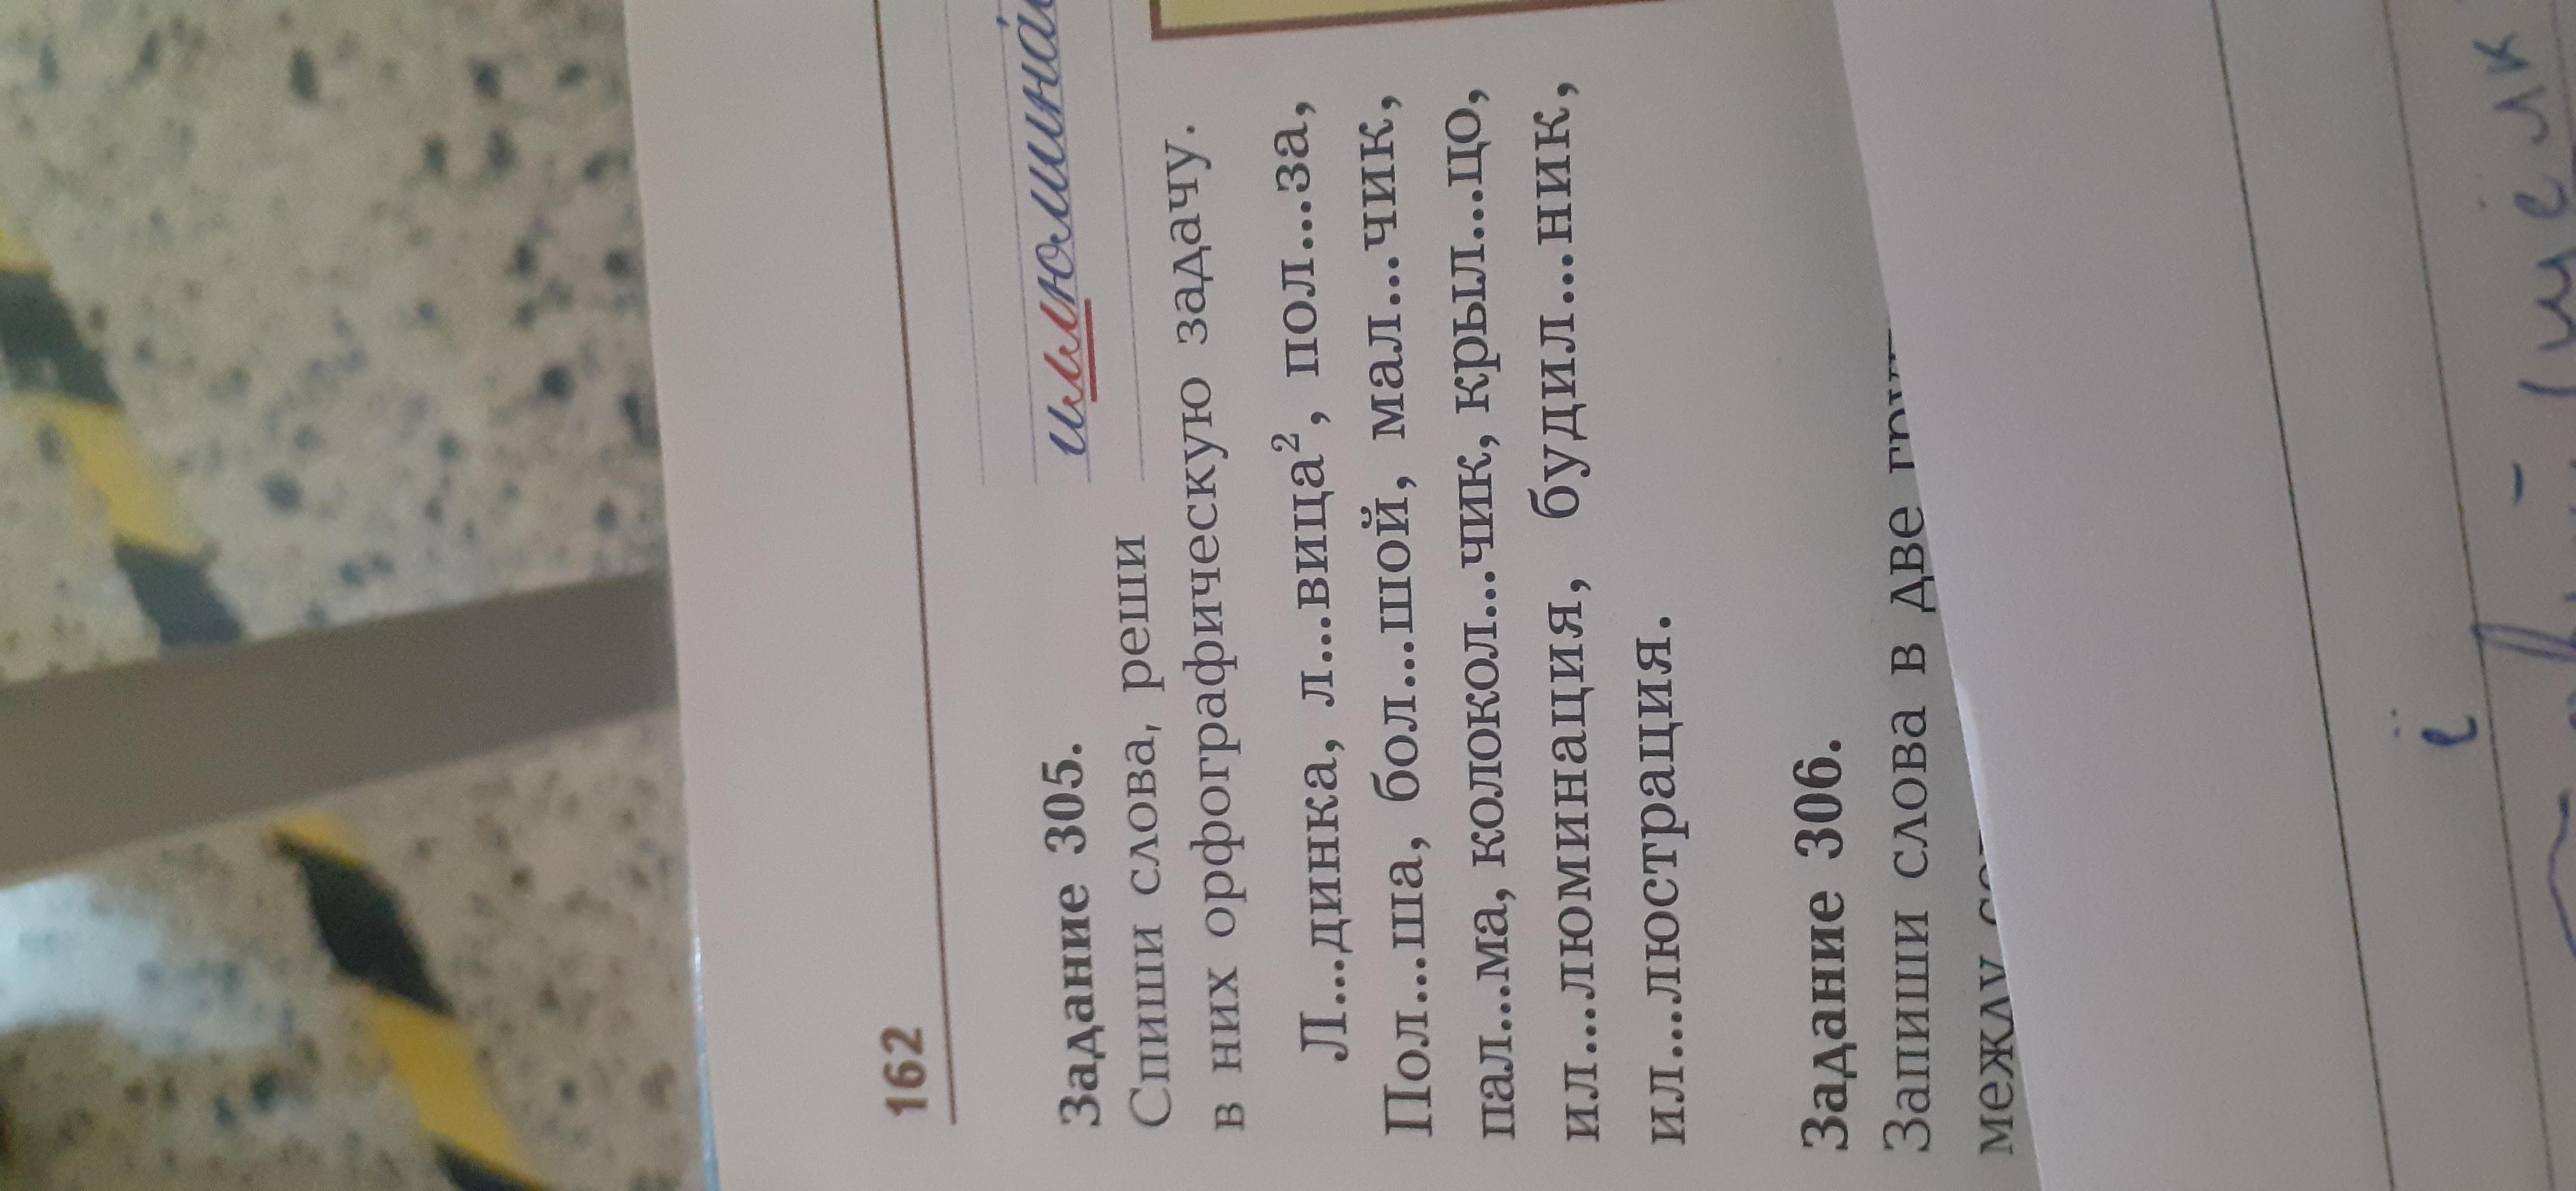 162
Задание 305.
Спиши слова, реши
в них орфографическую задачу.
Л...динка, л...вица², пол...за,
Пол...ша, бол...шой, мал...чик,
пал...ма, колокол...чик, крыл...цо,
ил...люминация, будил...ник,
ил...люстрация.
Задание 306.
Запиши слова в две
между
ё